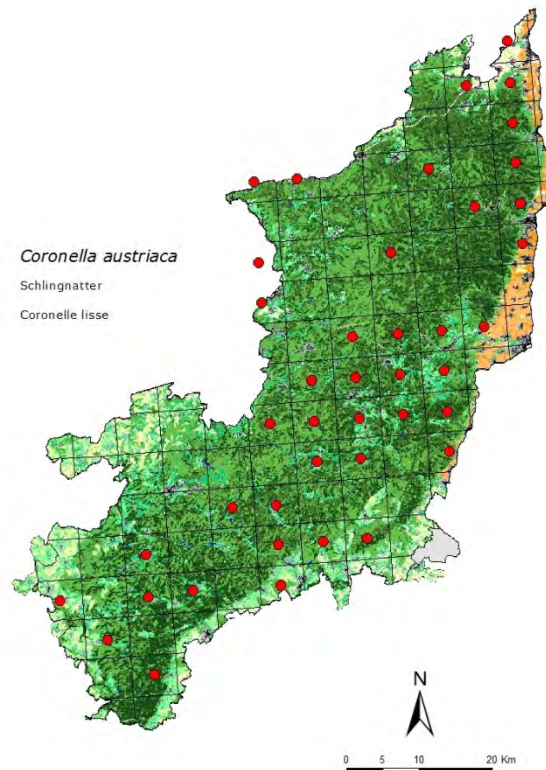 Coronella austriaca
Schlingnatter
Coronelle lisse
N
0 5 10 20 Km